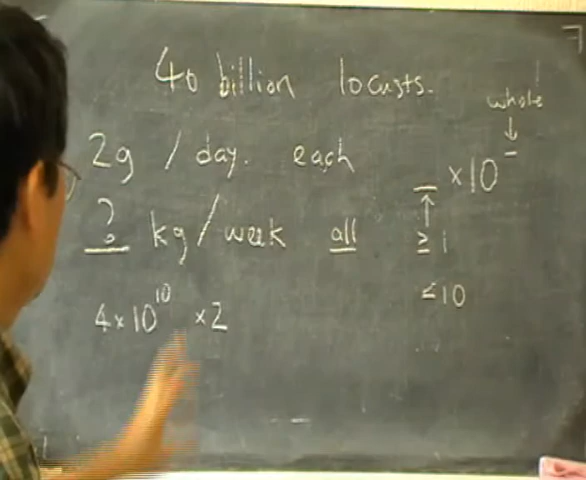 40 billion locusts.
whole
↓
2g / day. each
_ × 10⁻
↑
? kg / week all
≥ 1
≤ 10
4 × 10¹⁰ × 2